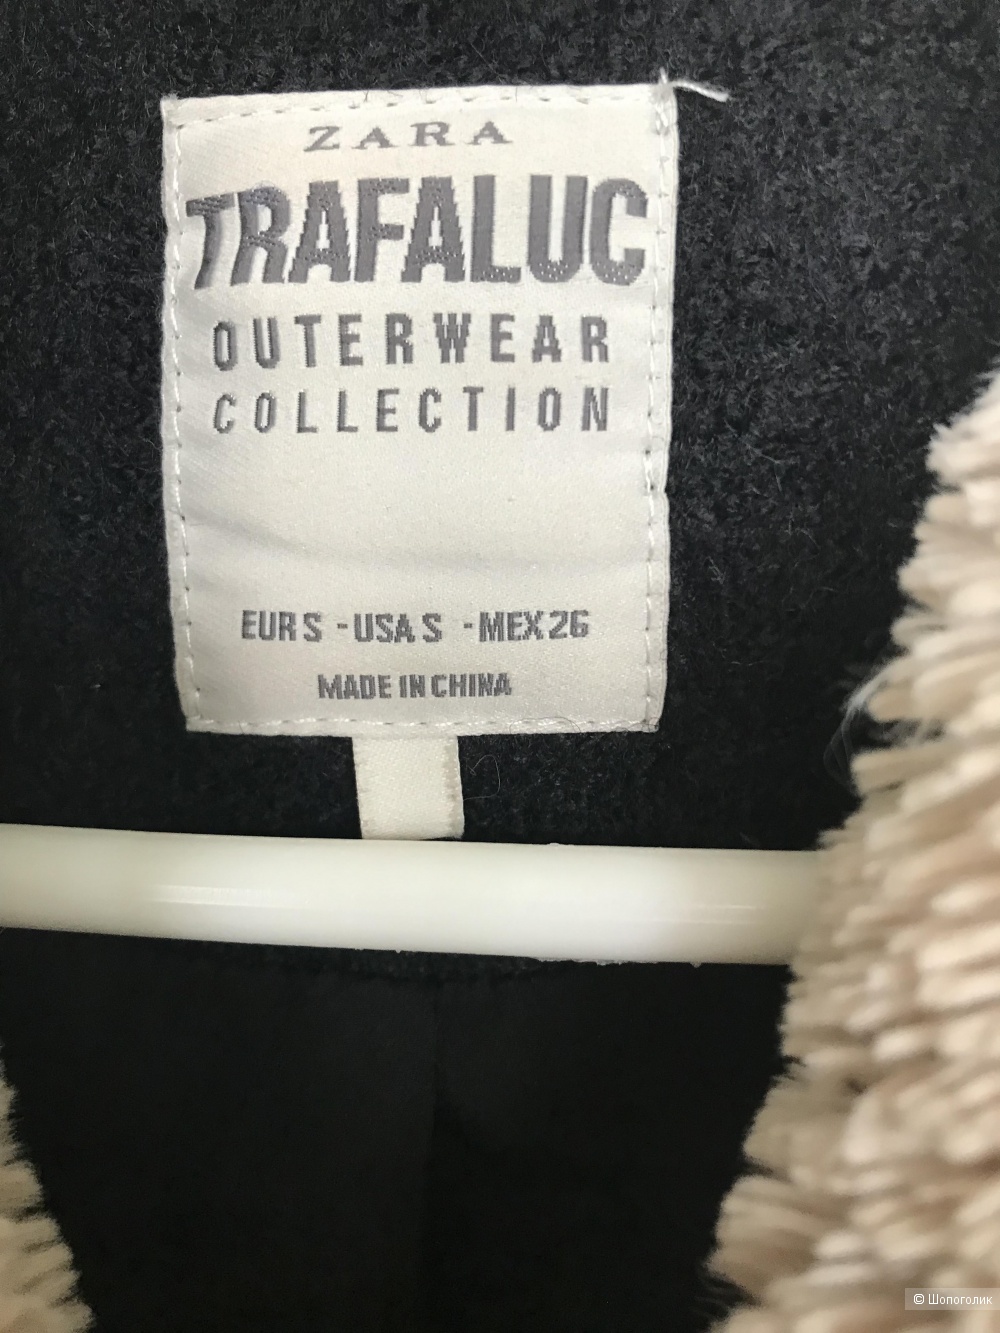 ZARA
TRAFALUC
OUTERWEAR
COLLECTION
EUR S - USA S - MEX 26
MADE IN CHINA
© Шопоголик